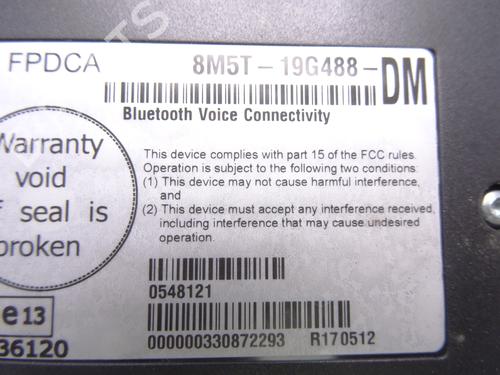 FPDCA
8M5T-19G488-DM
Bluetooth Voice Connectivity
Warranty
void
if seal is
broken
This device complies with part 15 of the FCC rules.
Operation is subject to the following two conditions:
(1) This device may not cause harmful interference,
and
(2) This device must accept any interference received,
including interference that may cause undesired
operation.
0548121
000000330872293 R170512
e13
36120